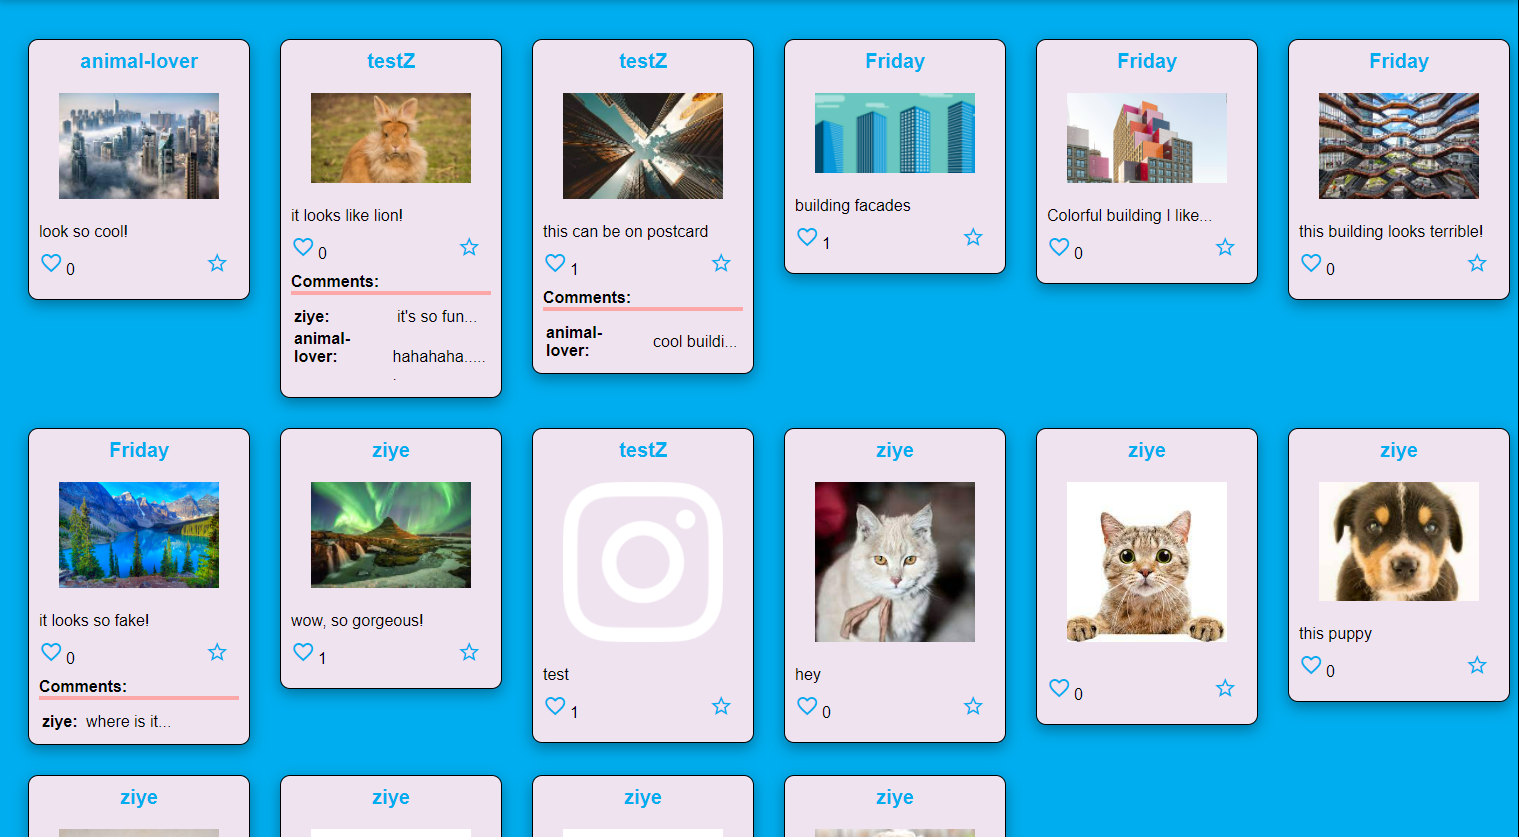 animal-lover
look so cool!
0
testZ
it looks like lion!
0
Comments:
ziye: it's so fun...
animal-
lover: hahahaha.....
.
testZ
this can be on postcard
1
Comments:
animal-
lover: cool buildi...
Friday
building facades
1
Friday
Colorful building I like...
0
Friday
this building looks terrible!
0
Friday
it looks so fake!
0
Comments:
ziye: where is it...
ziye
wow, so gorgeous!
1
testZ
test
1
ziye
hey
0
ziye
0
ziye
this puppy
0
ziye
ziye
ziye
ziye